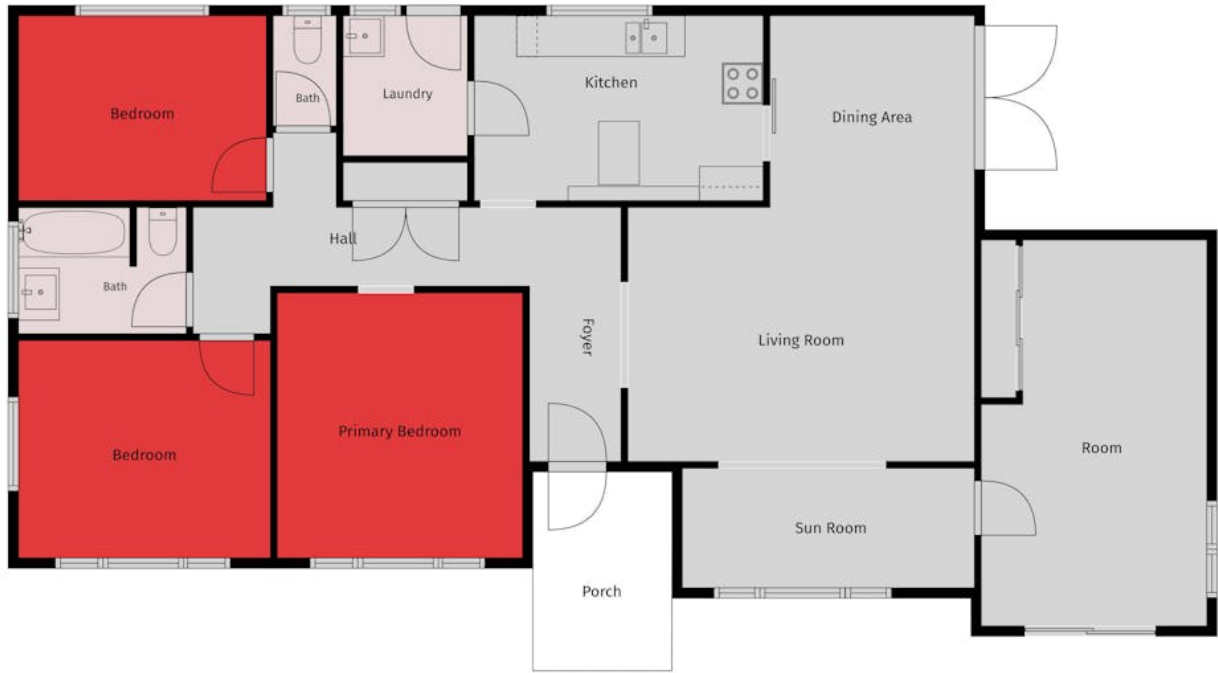 Bedroom
Bath
Laundry
Kitchen
Dining Area
Hall
Bath
Foyer
Living Room
Primary Bedroom
Bedroom
Room
Sun Room
Porch